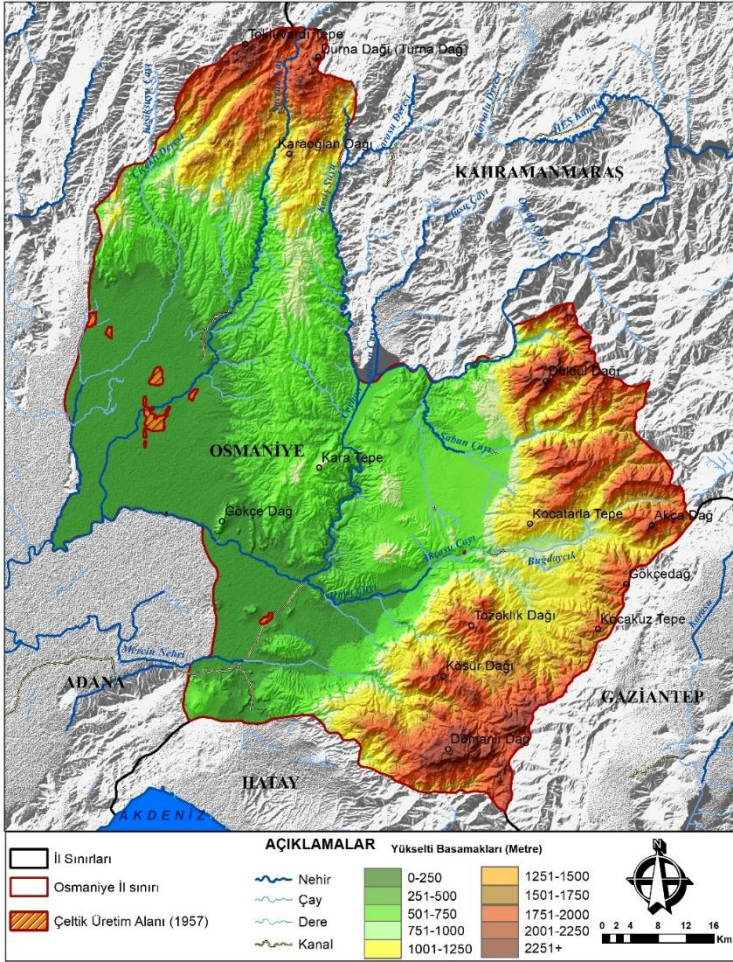 Tokluvardı Tepe
Durna Dağı (Turna Dağ)
Karaoğlan Dağı
HES Kanalı
KAHRAMANMARAŞ
Düldül Dağı
Sabun Çayı
OSMANİYE
Kara Tepe
Gökçe Dağ
Kocatarla Tepe
Akça Dağ
Buğdaycık
Gökçedağ
Tozaklık Dağı
Kocakuz Tepe
Karasu
Mercin Nehri
Kösür Dağı
ADANA
GAZİANTEP
Dumanlı Dağ
HATAY
AKDENİZ
AÇIKLAMALAR
İl Sınırları
Osmaniye İl sınırı
Çeltik Üretim Alanı (1957)
Nehir
Çay
Dere
Kanal
Yükselti Basamakları (Metre)
0-250
251-500
501-750
751-1000
1001-1250
1251-1500
1501-1750
1751-2000
2001-2250
2251+
N
0 2 4 8 12 16
Km